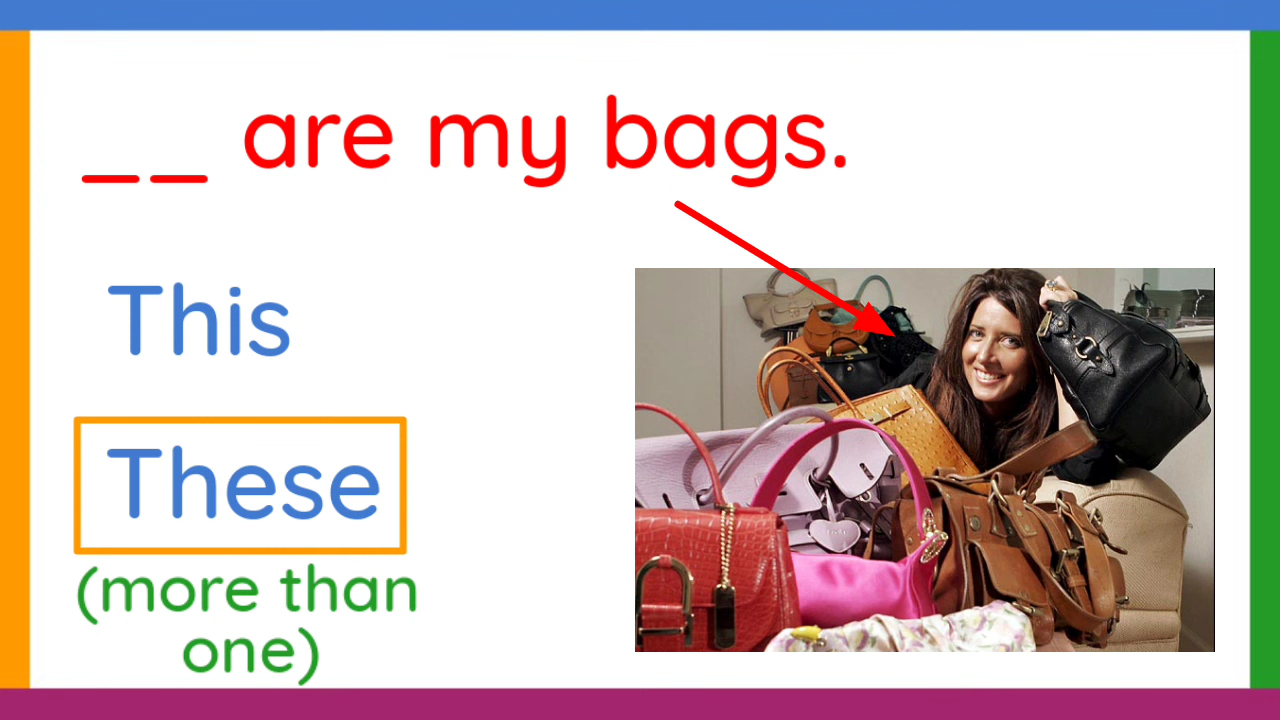 __ are my bags.
This
These
(more than
one)